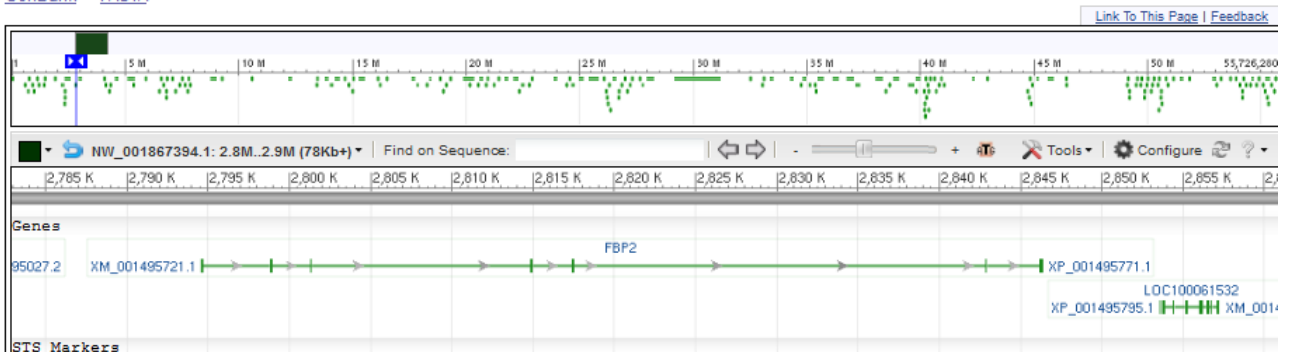 Link To This Page | Feedback
1 5 M 10 M 15 M 20 M 25 M 30 M 35 M 40 M 45 M 50 M 55,726,280
NW_001867394.1: 2.8M..2.9M (78Kb+) Find on Sequence: - + Tools Configure ?
2,785 K 2,790 K 2,795 K 2,800 K 2,805 K 2,810 K 2,815 K 2,820 K 2,825 K 2,830 K 2,835 K 2,840 K 2,845 K 2,850 K 2,855 K
Genes
FBP2
95027.2 XM_001495721.1 XP_001495771.1
LOC100061532
XP_001495795.1 XM_001
STS Markers